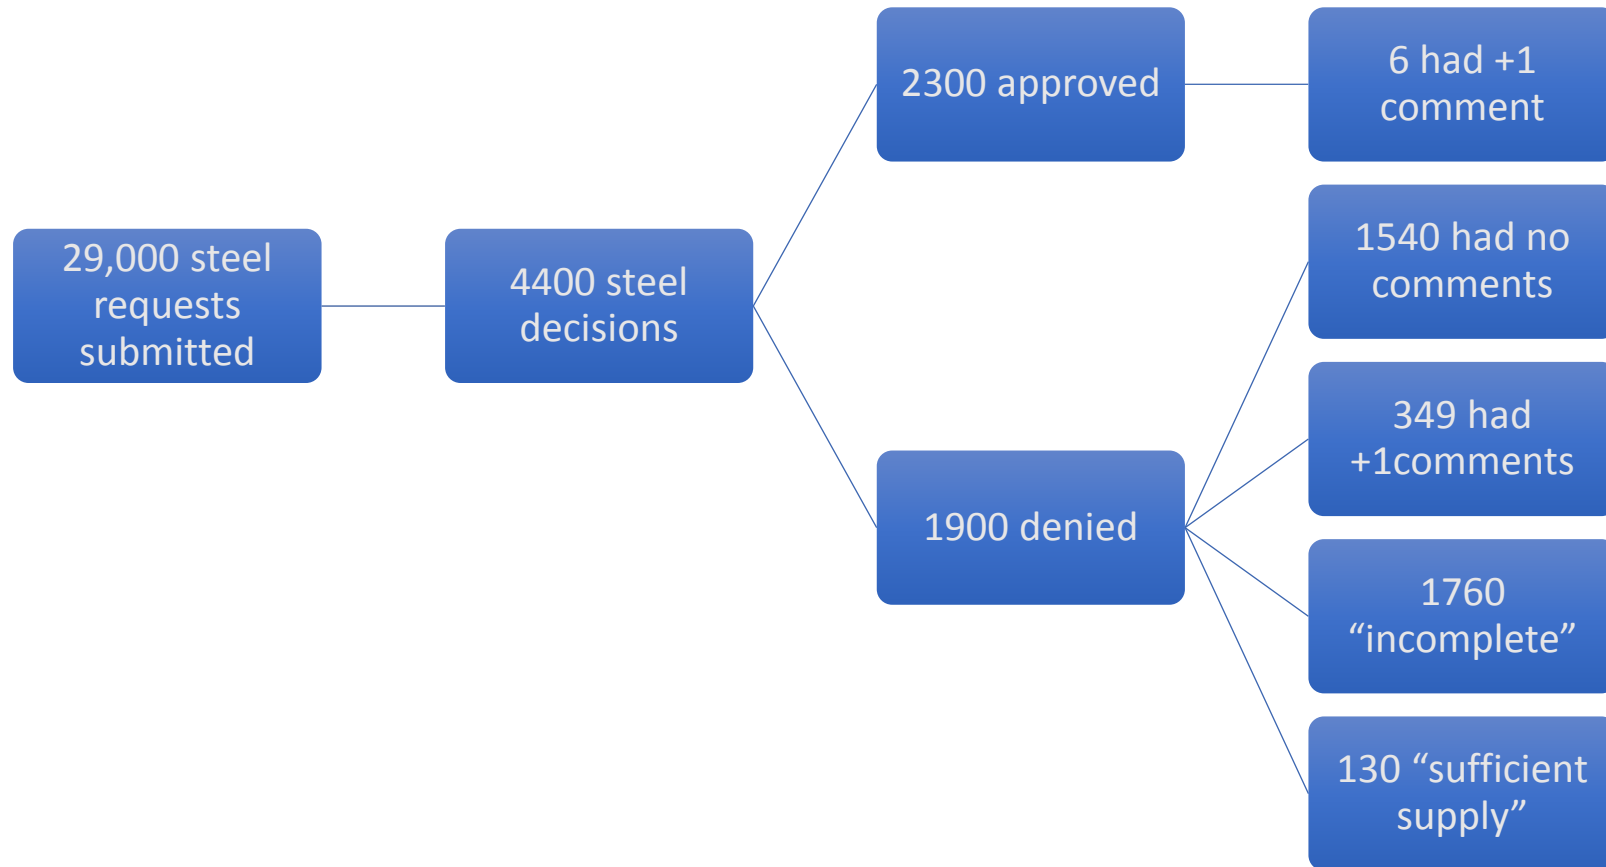 29,000 steel
requests
submitted
4400 steel
decisions
2300 approved
1900 denied
6 had +1
comment
1540 had no
comments
349 had
+1comments
1760
“incomplete”
130 “sufficient
supply”